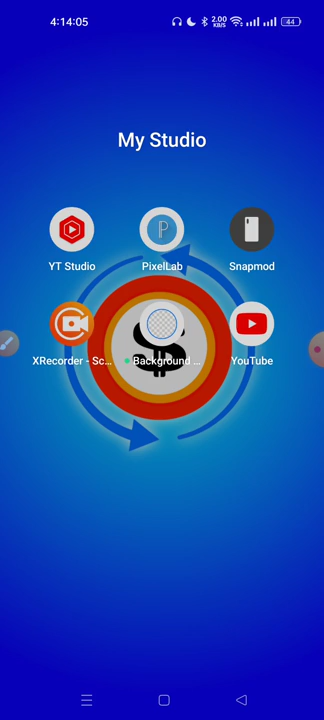 4:14:05
2.00
KB/S
44
My Studio
YT Studio
PixelLab
Snapmod
XRecorder - Sc...
Background ...
YouTube